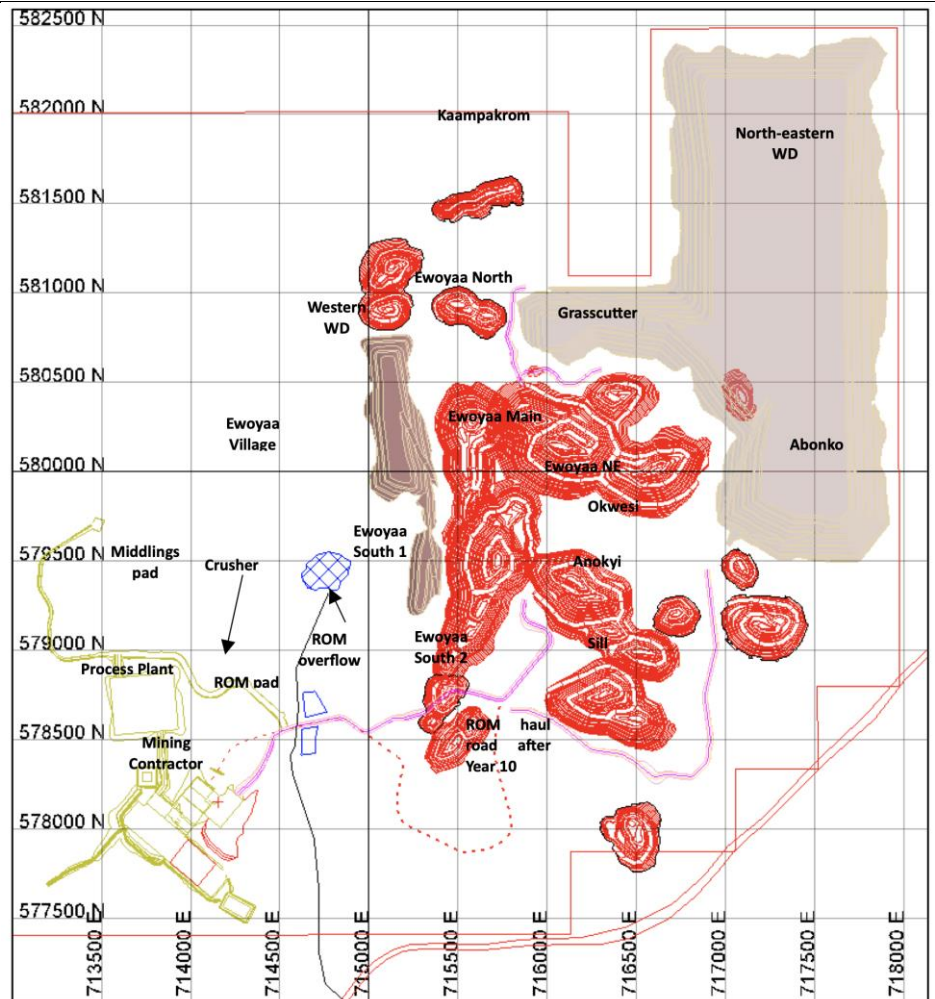 582500 N
582000 N
Kaampakrom
North-eastern
WD
581500 N
581000 N
Ewoyaa North
Western
WD
Grasscutter
580500 N
Ewoyaa Main
Ewoyaa
Village
Abonko
580000 N
Ewoyaa NE
Okwesi
579500 N
Ewoyaa
South 1
Middlings
pad
Crusher
Anokyi
579000 N
ROM
overflow
Ewoyaa
South 2
Sill
Process Plant
ROM pad
578500 N
Mining
Contractor
ROM haul
road after
Year 10
578000 N
577500 N
713500 E
714000 E
714500 E
715000 E
715500 E
716000 E
716500 E
717000 E
717500 E
718000 E